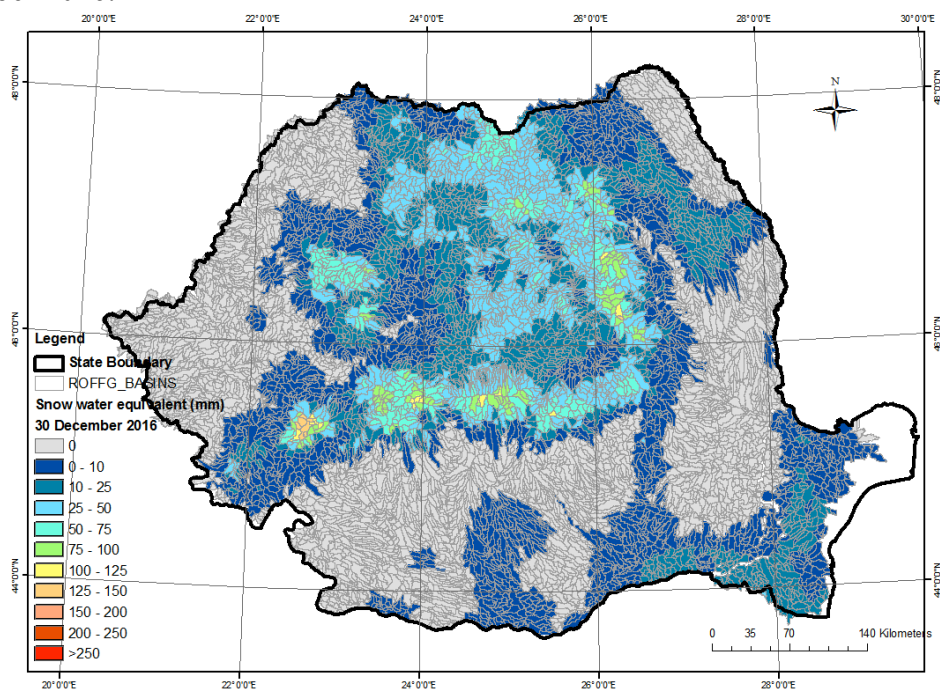 20°0'0"E 22°0'0"E 24°0'0"E 26°0'0"E 28°0'0"E 30°0'0"E
48°0'0"N 48°0'0"N
N
46°0'0"N 46°0'0"N
Legend
State Boundary
ROFFG_BASINS
Snow water equivalent (mm)
30 December 2016
0
0 - 10
10 - 25
25 - 50
50 - 75
75 - 100
100 - 125
125 - 150
150 - 200
200 - 250
>250
44°0'0"N 44°0'0"N
0 35 70 140 Kilometers
20°0'0"E 22°0'0"E 24°0'0"E 26°0'0"E 28°0'0"E